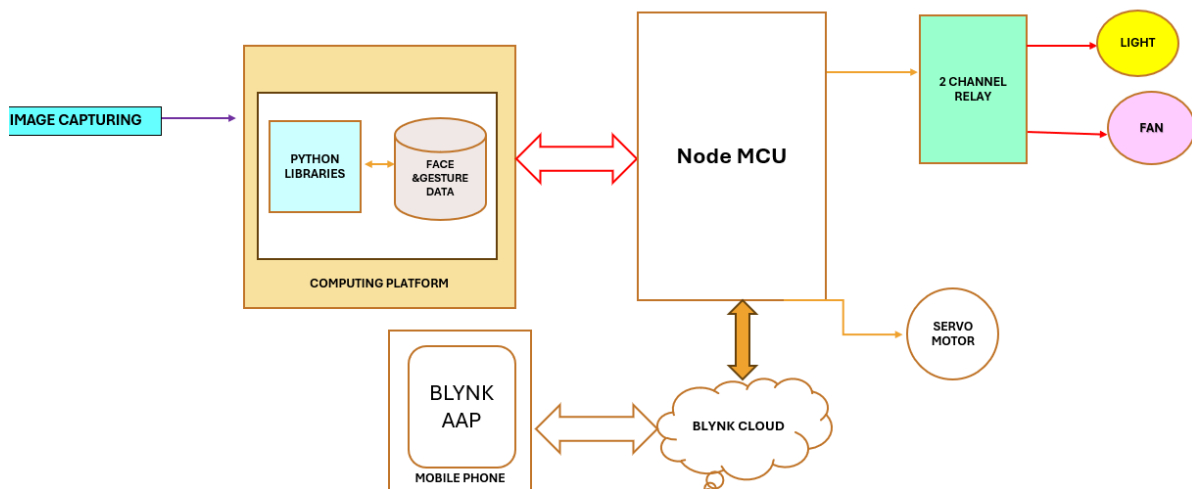 IMAGE CAPTURING
PYTHON
LIBRARIES
FACE
&GESTURE
DATA
COMPUTING PLATFORM
Node MCU
2 CHANNEL
RELAY
LIGHT
FAN
SERVO
MOTOR
BLYNK
AAP
MOBILE PHONE
BLYNK CLOUD